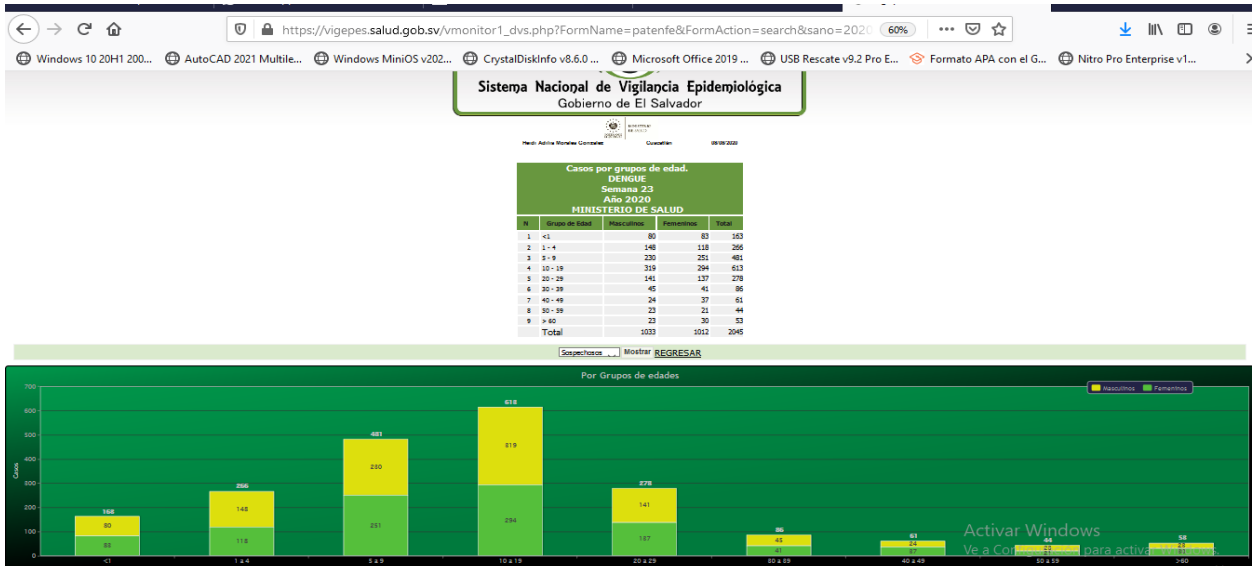 https://vigepes.salud.gob.sv/vmonitor1_dvs.php?FormName=patenfe&FormAction=search&sano=2020 60%
Windows 10 20H1 200... AutoCAD 2021 Multile... Windows MiniOS v202... CrystalDiskInfo v8.6.0 ... Microsoft Office 2019 ... USB Rescate v9.2 Pro E... Formato APA con el G... Nitro Pro Enterprise v1...
Sistema Nacional de Vigilancia Epidemiológica
Gobierno de El Salvador
Heidi Adilia Morales Gonzalez Cuscatlán 08/08/2020
Casos por grupos de edad.
DENGUE
Semana 23
Año 2020
MINISTERIO DE SALUD
N Grupo de Edad Masculinos Femeninos Total
1 <1 80 83 163
2 1 - 4 148 118 266
3 5 - 9 230 251 481
4 10 - 19 319 294 613
5 20 - 29 141 137 278
6 30 - 39 45 41 86
7 40 - 49 24 37 61
8 50 - 59 23 21 44
9 > 60 23 30 53
Total 1033 1012 2045
Sospechosos Mostrar REGRESAR
Por Grupos de edades
Masculinos Femeninos
Casos
700
600
500
400
300
200
100
0
163 266 481 613 278 86 61 44 53
80 148 230 319 141 45 24 23 23
83 118 251 294 137 41 37
<1 1 a 4 5 a 9 10 a 19 20 a 29 30 a 39 40 a 49 50 a 59 >60
Activar Windows
Ve a Configuración para activar Windows.